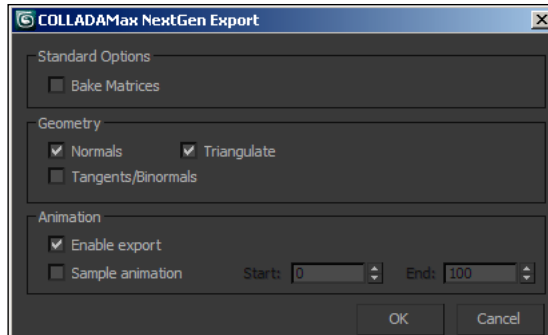 COLLADAMax NextGen Export
Standard Options
Bake Matrices
Geometry
Normals Triangulate
Tangents/Binormals
Animation
Enable export
Sample animation Start: 0 End: 100
OK Cancel